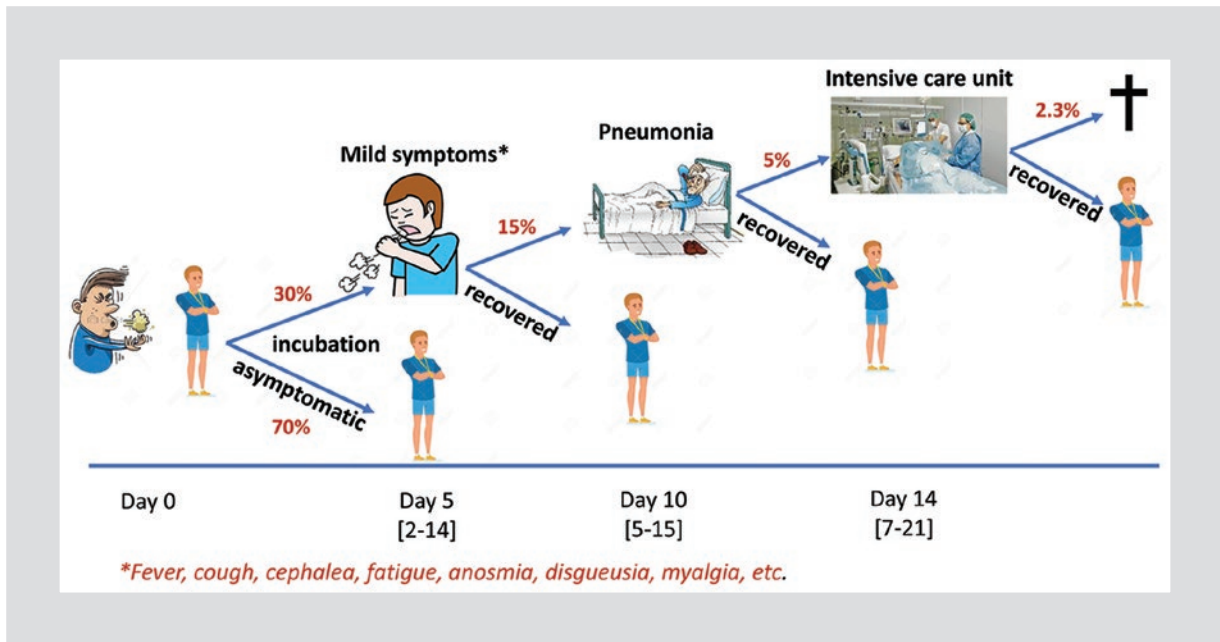 Intensive care unit
2.3%
Pneumonia
5%
Mild symptoms*
recovered
15%
recovered
30%
recovered
incubation
asymptomatic
70%
Day 0
Day 5
[2-14]
Day 10
[5-15]
Day 14
[7-21]
*Fever, cough, cephalea, fatigue, anosmia, disgueusia, myalgia, etc.